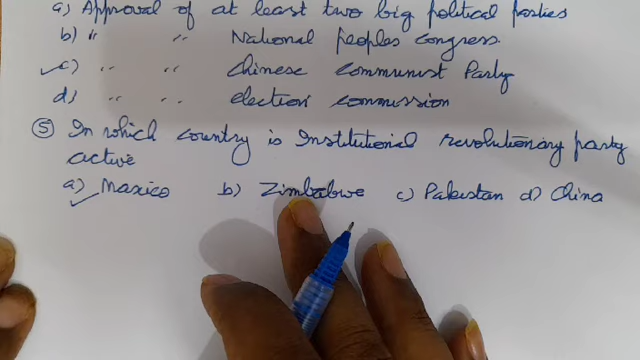 a) Approval of at least two big political parties
b) " " National peoples congress
c) " " Chinese communist Party
d) " " election commission
5 In which country is Institutional revolutionary party
active
a) Maxico b) Zimbabwe c) Pakistan d) China